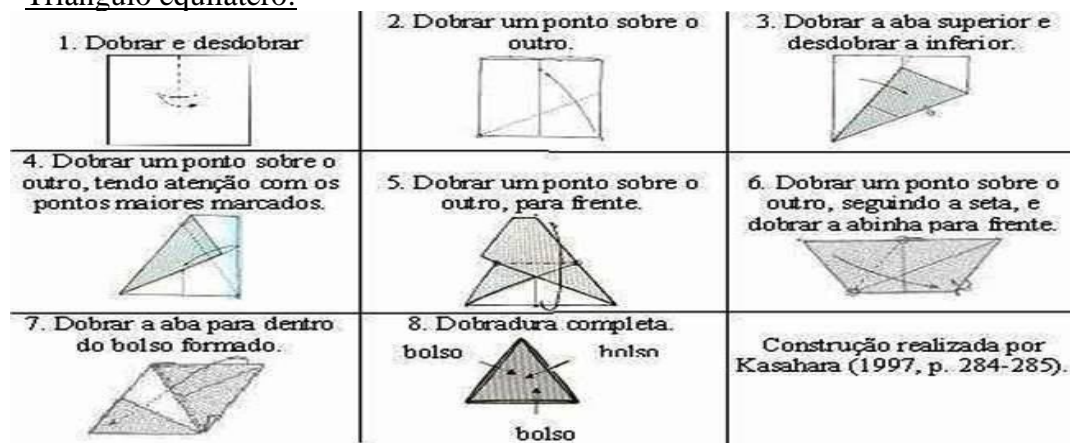 Triângulo equilátero:
1. Dobrar e desdobrar
2. Dobrar um ponto sobre o
outro.
3. Dobrar a aba superior e
desdobrar a inferior.
4. Dobrar um ponto sobre o
outro, tendo atenção com os
pontos maiores marcados.
5. Dobrar um ponto sobre o
outro, para frente.
6. Dobrar um ponto sobre o
outro, seguindo a seta, e
dobrar a abinha para frente.
7. Dobrar a aba para dentro
do bolso formado.
8. Dobradura completa.
bolso
bolso
bolso
Construção realizada por
Kasahara (1997, p. 284-285).